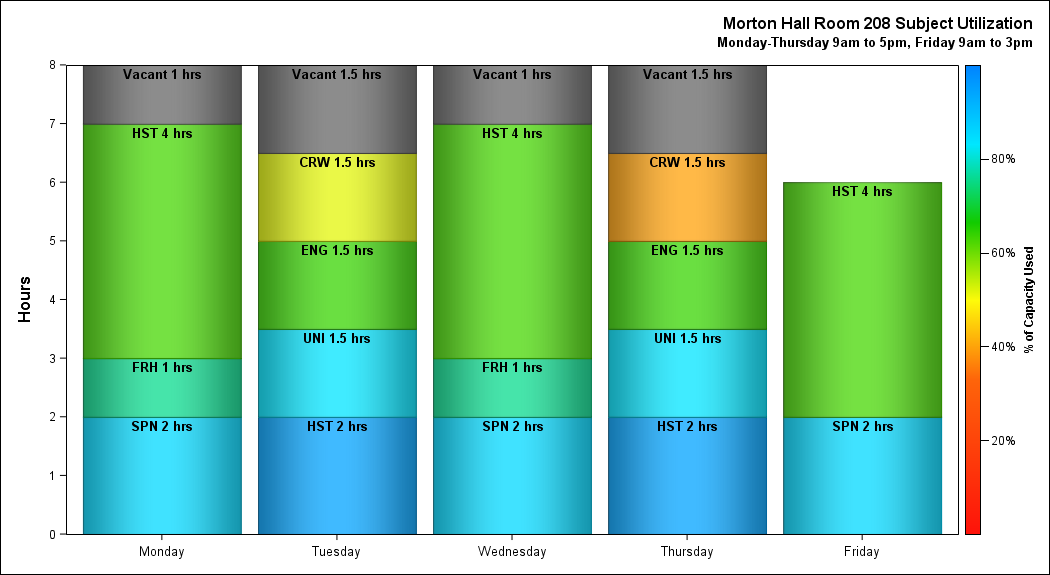 Morton Hall Room 208 Subject Utilization
Monday-Thursday 9am to 5pm, Friday 9am to 3pm
Hours
8
7
6
5
4
3
2
1
0
Vacant 1 hrs
HST 4 hrs
FRH 1 hrs
SPN 2 hrs
Monday
Vacant 1.5 hrs
CRW 1.5 hrs
ENG 1.5 hrs
UNI 1.5 hrs
HST 2 hrs
Tuesday
Vacant 1 hrs
HST 4 hrs
FRH 1 hrs
SPN 2 hrs
Wednesday
Vacant 1.5 hrs
CRW 1.5 hrs
ENG 1.5 hrs
UNI 1.5 hrs
HST 2 hrs
Thursday
HST 4 hrs
SPN 2 hrs
Friday
80%
60%
40%
20%
% of Capacity Used